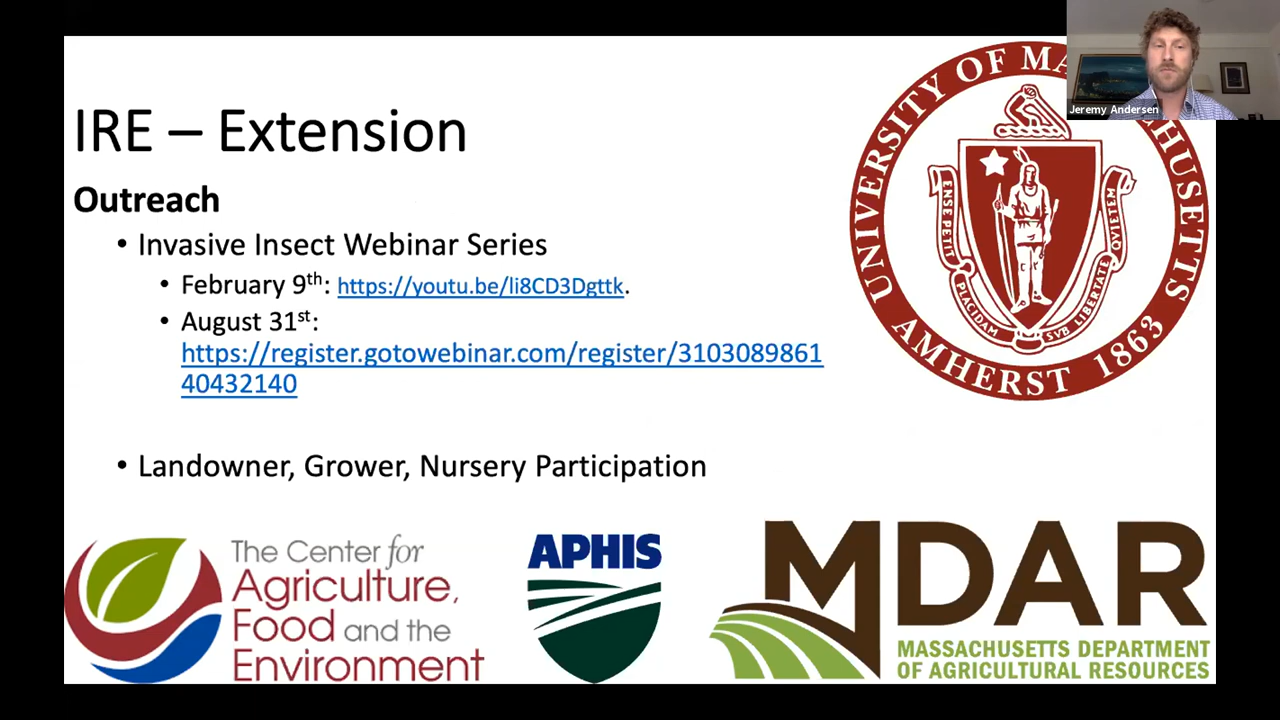 Jeremy Andersen
IRE – Extension
Outreach
• Invasive Insect Webinar Series
• February 9th: https://youtu.be/li8CD3Dgttk.
• August 31st:
https://register.gotowebinar.com/register/3103089861
40432140
• Landowner, Grower, Nursery Participation
UNIVERSITY OF MA HUSETTS
AMHERST 1863
ENSE PETIT
PLACIDAM
SVB LIBERTATE
QVIETEM
The Center for
Agriculture,
Food and the
Environment
APHIS
MDAR
MASSACHUSETTS DEPARTMENT
OF AGRICULTURAL RESOURCES